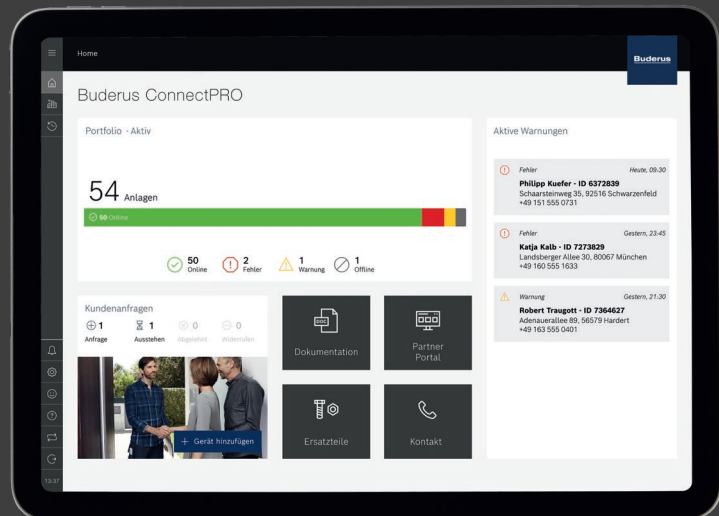 Home
Buderus
Buderus ConnectPRO
Portfolio - Aktiv
54 Anlagen
50 Online
50 Online
2 Fehler
1 Warnung
1 Offline
Kundenanfragen
1 Anfrage
1 Ausstehen
0 Abgelehnt
0 Widerrufen
+ Gerät hinzufügen
DOC
Dokumentation
Partner
Portal
Ersatzteile
Kontakt
Aktive Warnungen
Fehler Heute, 09:30
Philipp Kuefer - ID 6372839
Schaarsteinweg 35, 92516 Schwarzenfeld
+49 151 555 0731
Fehler Gestern, 23:45
Katja Kalb - ID 7273829
Landsberger Allee 30, 80067 München
+49 160 555 1633
Warnung Gestern, 21:30
Robert Traugott - ID 7364627
Adenauerallee 89, 56579 Hardert
+49 163 555 0401
13:37